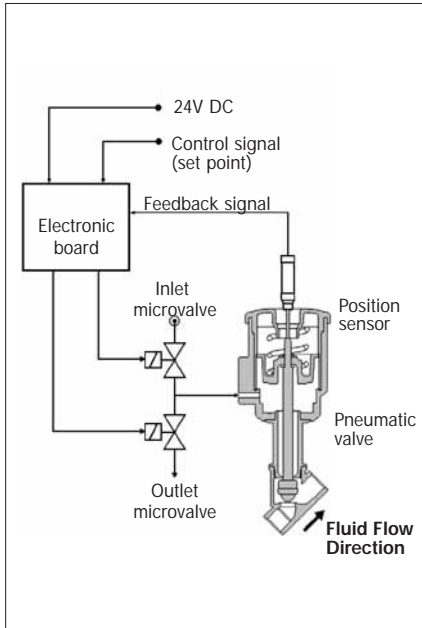 24V DC
Control signal
(set point)
Feedback signal
Electronic
board
Inlet
microvalve
Position
sensor
Pneumatic
valve
Outlet
microvalve
Fluid Flow
Direction